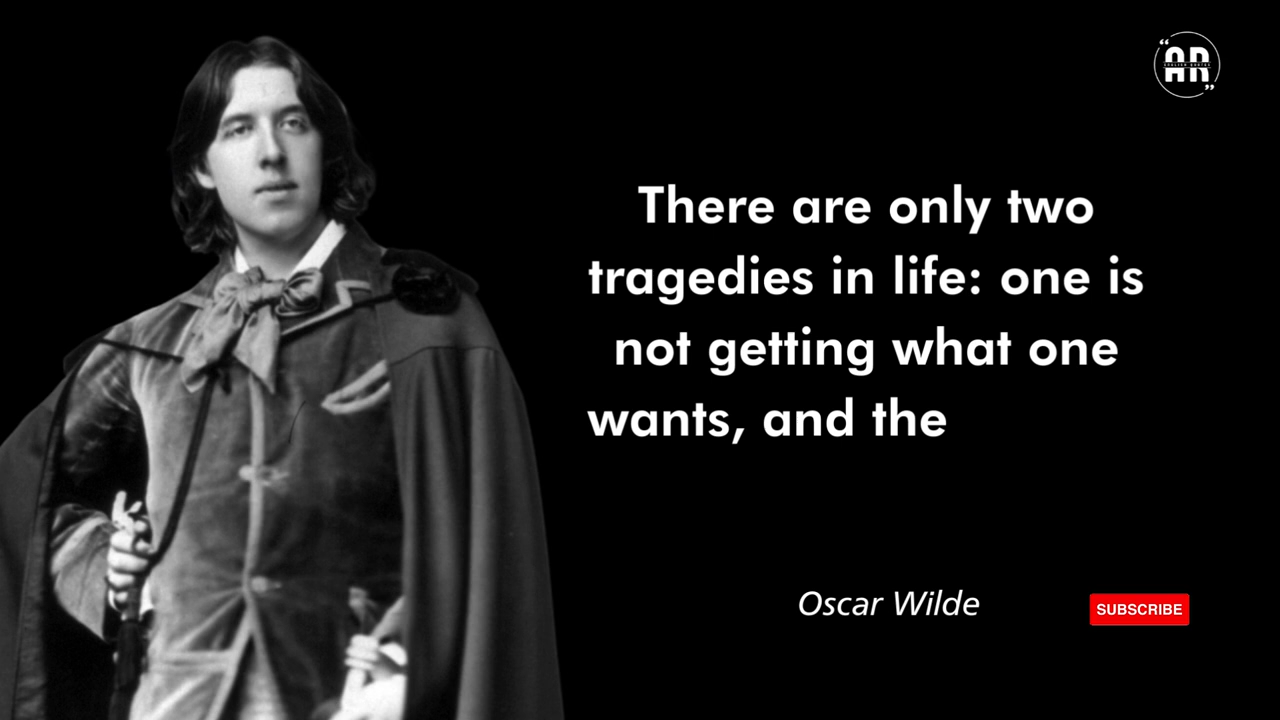 “AR”
There are only two
tragedies in life: one is
not getting what one
wants, and the
Oscar Wilde
SUBSCRIBE